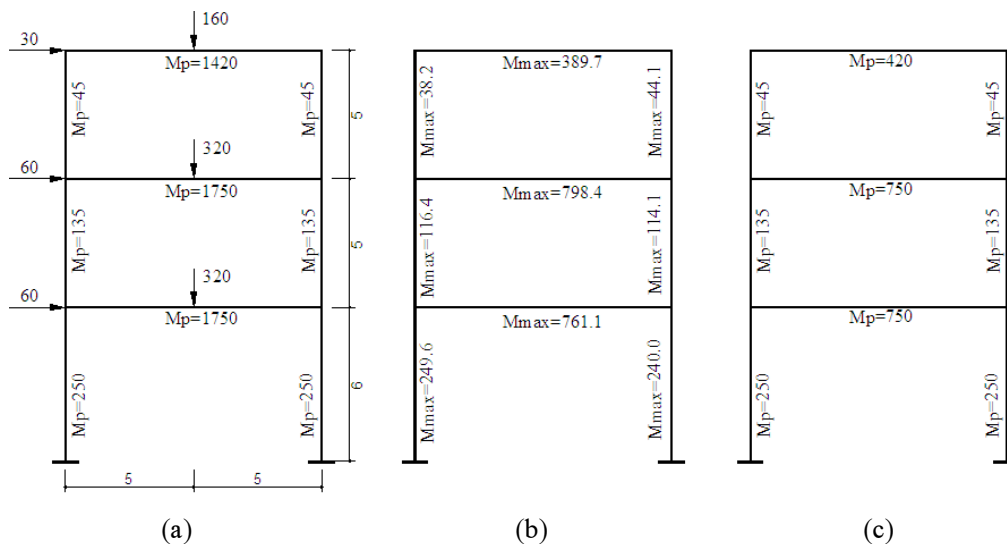 160
30
Mp=1420
Mp=45
Mp=45
5
320
60
Mp=1750
Mp=135
Mp=135
5
320
60
Mp=1750
Mp=250
Mp=250
6
5
5
(a)
Mmax=389.7
Mmax=38.2
Mmax=44.1
Mmax=798.4
Mmax=116.4
Mmax=114.1
Mmax=761.1
Mmax=249.6
Mmax=240.0
(b)
Mp=420
Mp=45
Mp=45
Mp=750
Mp=135
Mp=135
Mp=750
Mp=250
Mp=250
(c)